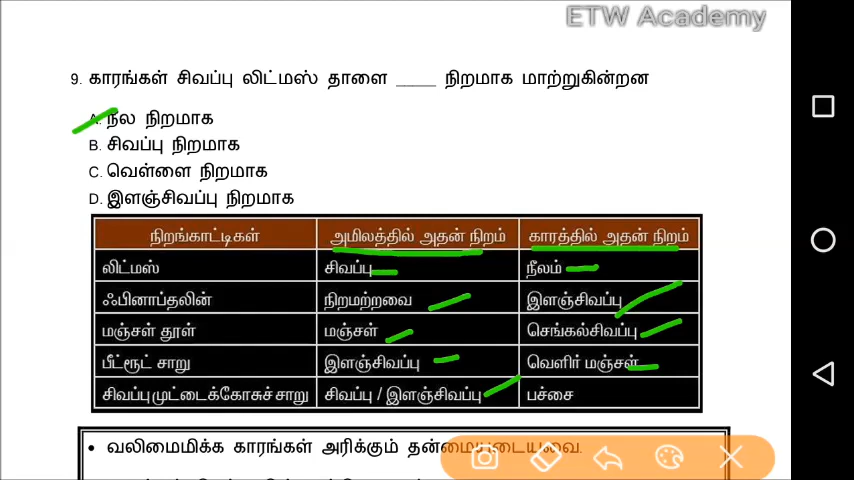 ETW Academy
9. காரங்கள் சிவப்பு லிட்மஸ் தாளை ____ நிறமாக மாற்றுகின்றன
A. நீல நிறமாக
B. சிவப்பு நிறமாக
C. வெள்ளை நிறமாக
D. இளஞ்சிவப்பு நிறமாக
நிறங்காட்டிகள் அமிலத்தில் அதன் நிறம் காரத்தில் அதன் நிறம்
லிட்மஸ் சிவப்பு நீலம்
ஃபினாப்தலின் நிறமற்றவை இளஞ்சிவப்பு
மஞ்சள் தூள் மஞ்சள் செங்கல்சிவப்பு
பீட்ரூட் சாறு இளஞ்சிவப்பு வெளிர் மஞ்சள்
சிவப்புமுட்டைக்கோசுச்சாறு சிவப்பு / இளஞ்சிவப்பு பச்சை
• வலிமைமிக்க காரங்கள் அரிக்கும் தன்மையுடையவை.